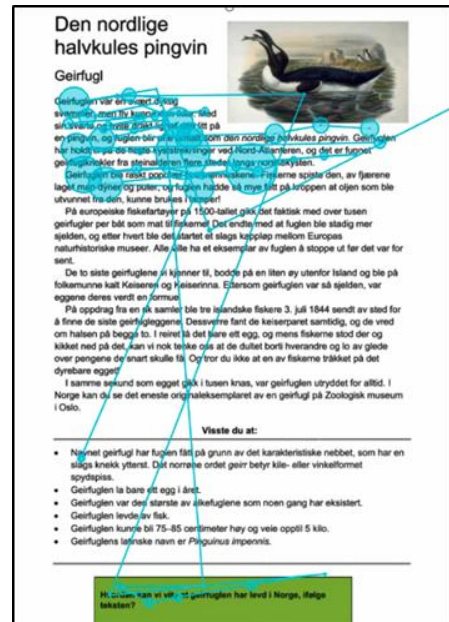 Den nordlige
halvkules pingvin
Geirfugl
Geirfuglen var en svært dyktig
svømmer, men fly kunne den ikke. Med
sin svarte og hvite drakt
en pingvin, og fuglen blir som den nordlige halvkules pingvin. Geirfuglen
har holdt til på de fleste kyststrekninger ved Nord-Atlanteren, og det er funnet
geirfuglknokler fra steinalderen flere steder langs norskekysten.
Geirfuglen ble raskt populær hos menneskene. Fiskerne spiste den, av fjærene
laget man dyner og puter, og fuglen hadde så mye fett på kroppen at oljen som ble
utvunnet fra den, kunne brukes i lamper!
På europeiske fiskefartøyer på 1500-tallet gikk det faktisk med over tusen
geirfugler per båt som mat til fiskerne! Det endte med at fuglen ble stadig mer
sjelden, og etter hvert ble det startet et slags kappløp mellom Europas
naturhistoriske museer. Alle ville ha et eksemplar av fuglen å stoppe ut før det var for
sent.
De to siste geirfuglene vi kjenner til, bodde på en liten øy utenfor Island og ble på
folkemunne kalt Keiseren og Keiserinna. Ettersom geirfuglen var så sjelden, var
eggene deres verdt en formue.
På oppdrag fra en rik samler ble tre islandske fiskere 3. juli 1844 sendt av sted for
å finne de siste geirfugleggene. Dessverre fant de keiserparet samtidig, og de vred
om halsen på begge to. I reiret lå det bare ett egg, og mens fiskerne stod der og
kikket ned på det, kan vi nok tenke oss at de dultet borti hverandre og lo av glede
over pengene de snart skulle få. Og tror du ikke at en av fiskerne tråkket på det
dyrebare egget!
I samme sekund som egget gikk i tusen knas, var geirfuglen utryddet for alltid. I
Norge kan du se det eneste originaleksemplaret av en geirfugl på Zoologisk museum
i Oslo.
Visste du at:
• Navnet geirfugl har fuglen fått på grunn av det karakteristiske nebbet, som har en
slags knekk ytterst. Det norrøne ordet geirr betyr kile- eller vinkelformet
spydspiss.
• Geirfuglen la bare ett egg i året.
• Geirfuglen var den største av alkefuglene som noen gang har eksistert.
• Geirfuglen levde av fisk.
• Geirfuglen kunne bli 75–85 centimeter høy og veie opptil 5 kilo.
• Geirfuglens latinske navn er Pinguinus impennis.
Hvordan kan vi vite at geirfuglen har levd i Norge, ifølge
teksten?